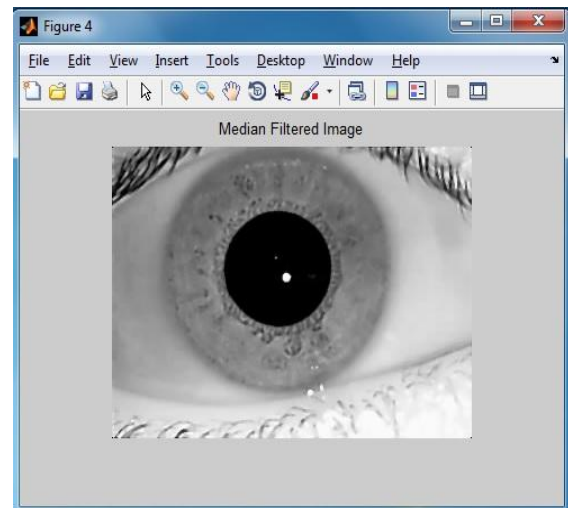 Figure 4
File Edit View Insert Tools Desktop Window Help
Median Filtered Image